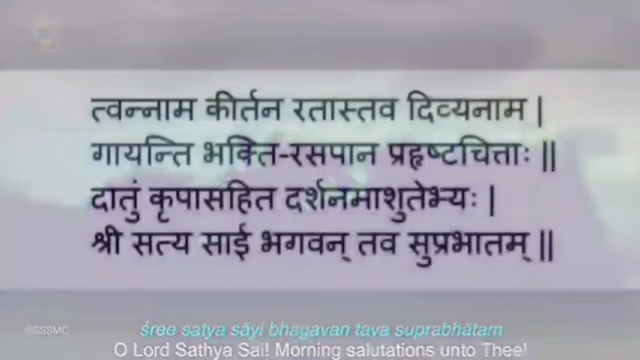 त्वन्नाम कीर्तन रतास्तव दिव्यनाम |
गायन्ति भक्ति-रसपान प्रहृष्टचित्ताः ||
दातुं कृपासहित दर्शनमाशुतेभ्यः |
श्री सत्य साई भगवन् तव सुप्रभातम् ||
@SSSMC
śree satya sāyi bhagavan tava suprabhātam
O Lord Sathya Sai! Morning salutations unto Thee!